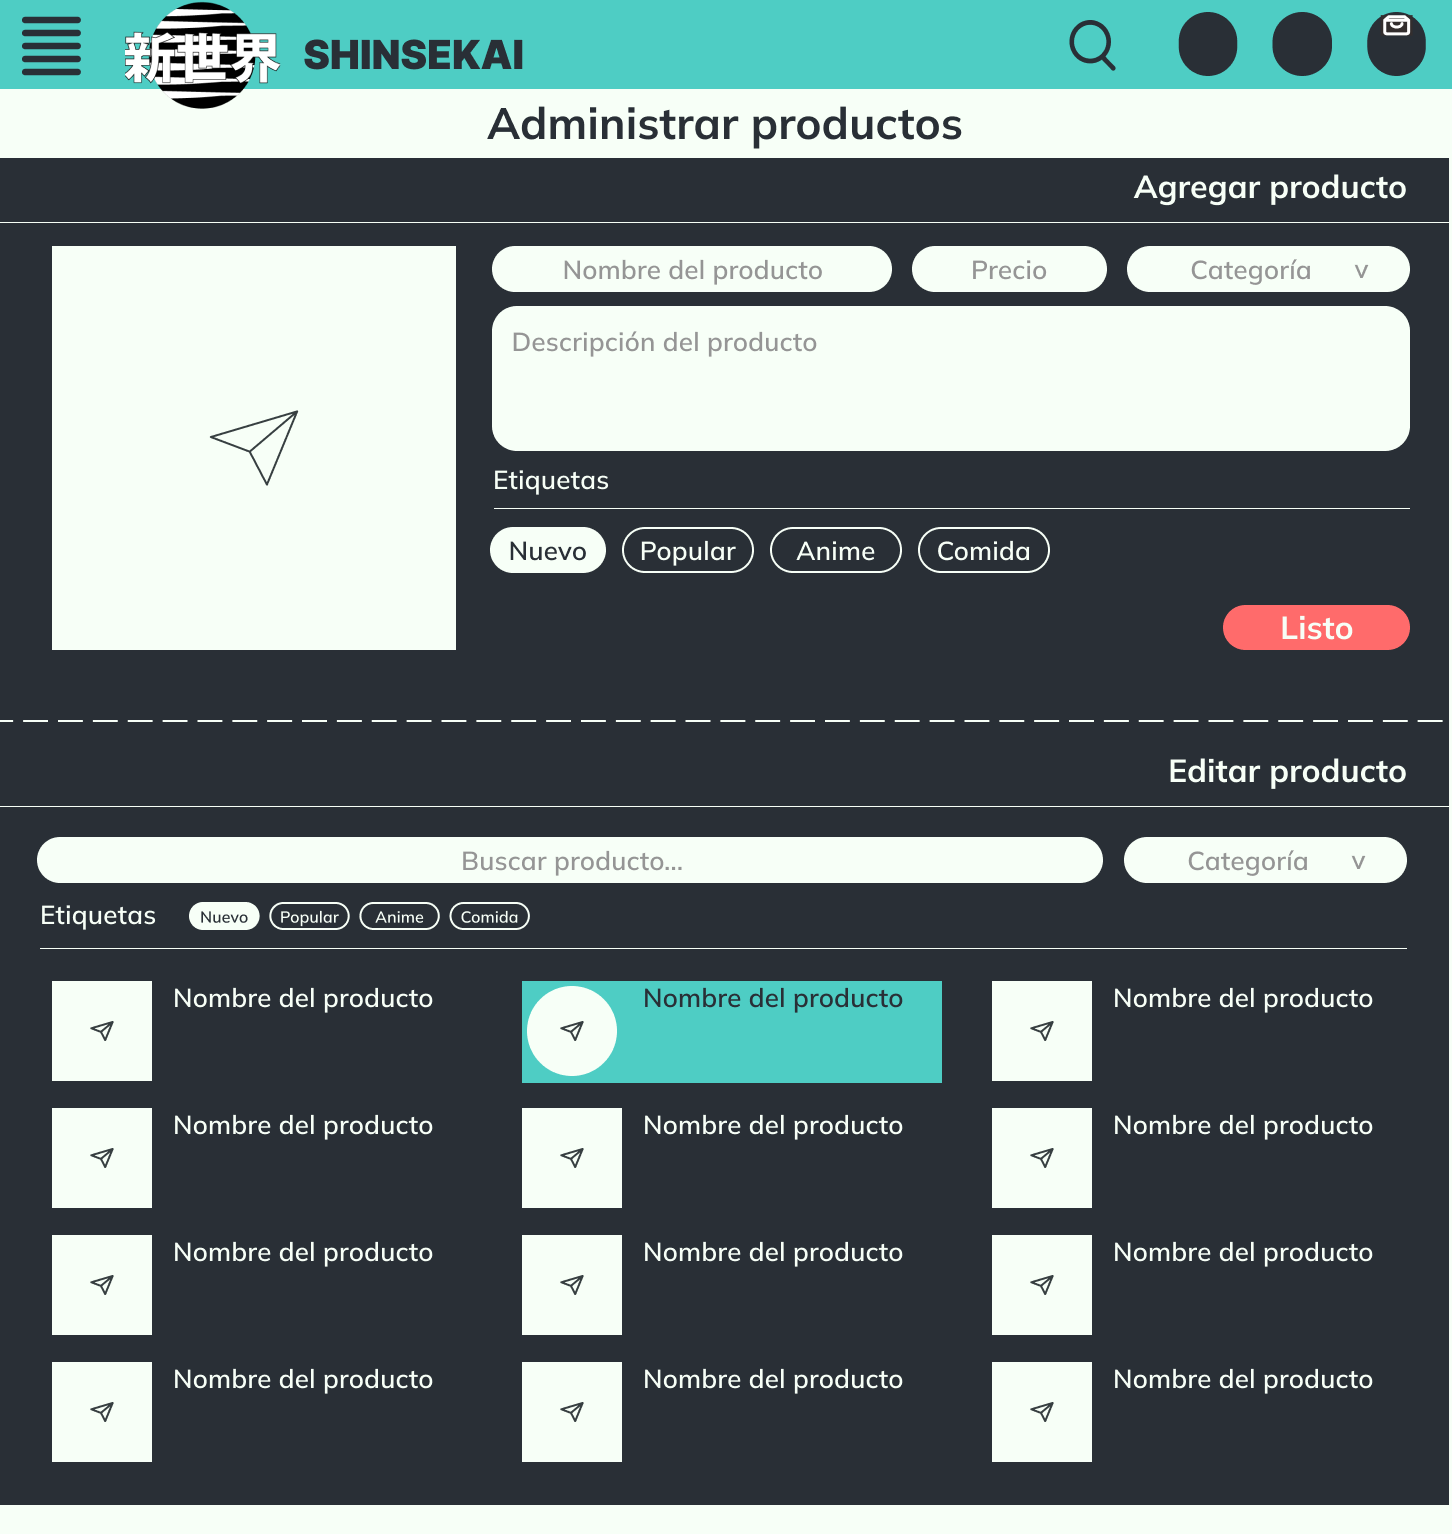 新世界 SHINSEKAI
Administrar productos
Agregar producto
Nombre del producto Precio Categoría v
Descripción del producto
Etiquetas
Nuevo Popular Anime Comida
Listo
Editar producto
Buscar producto... Categoría v
Etiquetas Nuevo Popular Anime Comida
Nombre del producto Nombre del producto Nombre del producto
Nombre del producto Nombre del producto Nombre del producto
Nombre del producto Nombre del producto Nombre del producto
Nombre del producto Nombre del producto Nombre del producto